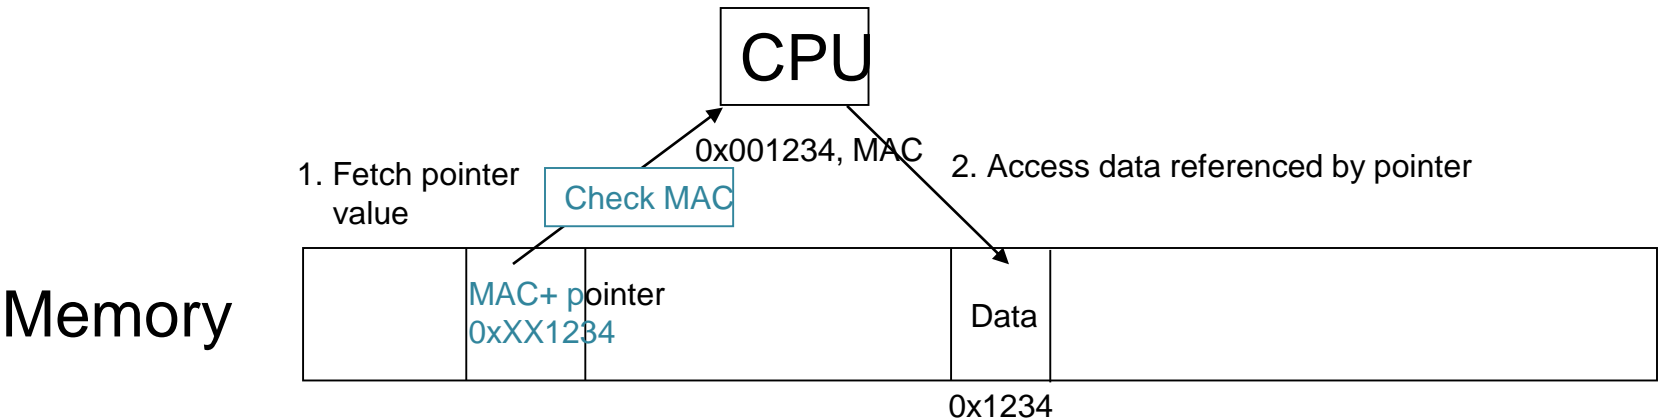 CPU
0x001234, MAC
1. Fetch pointer
value
2. Access data referenced by pointer
Check MAC
Memory
MAC+ pointer
0xXX1234
Data
0x1234